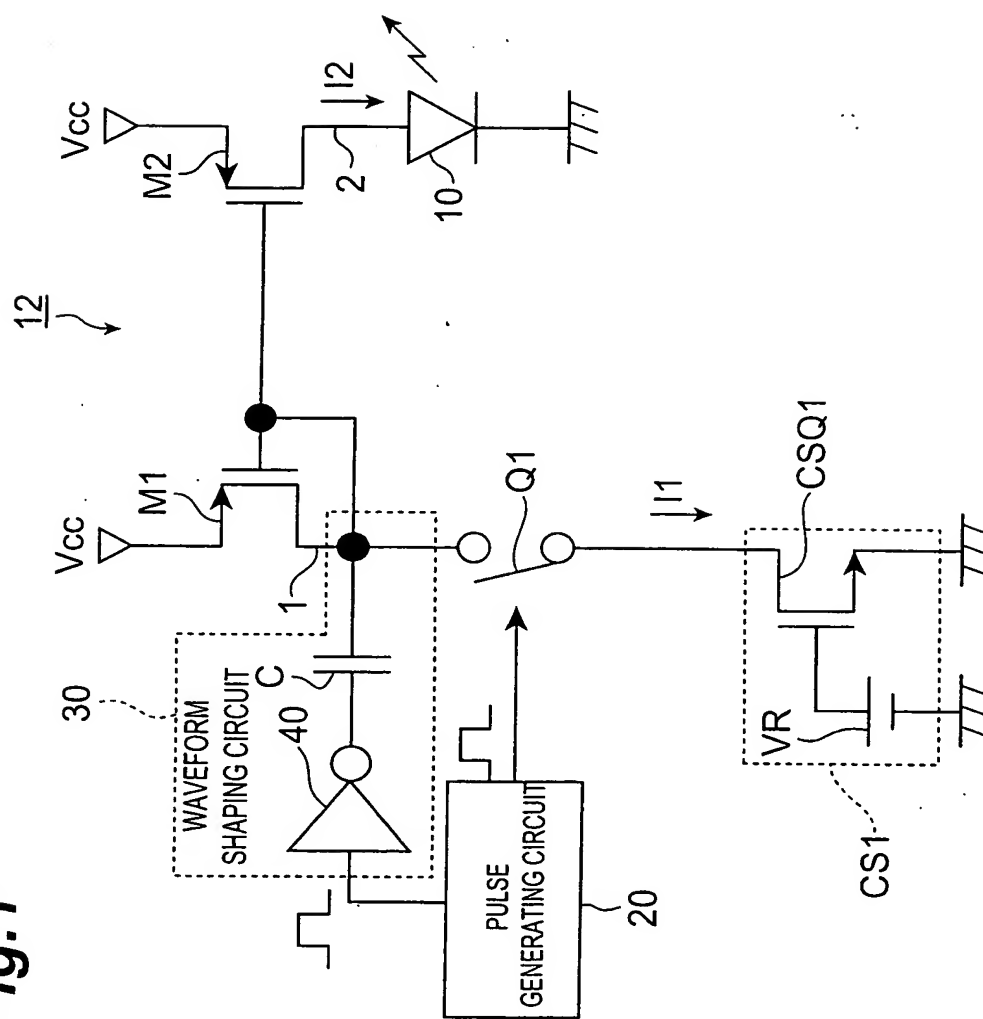 ig.1
30
12
Vcc
Vcc
WAVEFORM
SHAPING CIRCUIT
M1
M2
40
C
1
2
I2
10
PULSE
GENERATING CIRCUIT
Q1
20
I1
CSQ1
VR
CS1